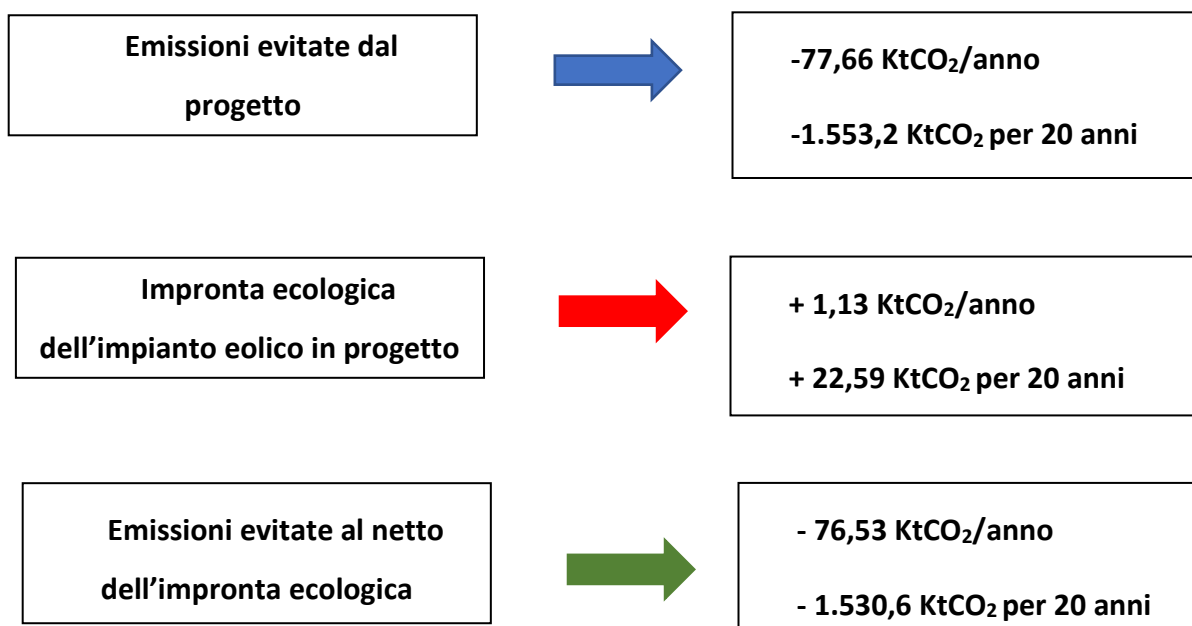 Emissioni evitate dal
progetto
-77,66 KtCO₂/anno
-1.553,2 KtCO₂ per 20 anni
Impronta ecologica
dell’impianto eolico in progetto
+ 1,13 KtCO₂/anno
+ 22,59 KtCO₂ per 20 anni
Emissioni evitate al netto
dell’impronta ecologica
- 76,53 KtCO₂/anno
- 1.530,6 KtCO₂ per 20 anni